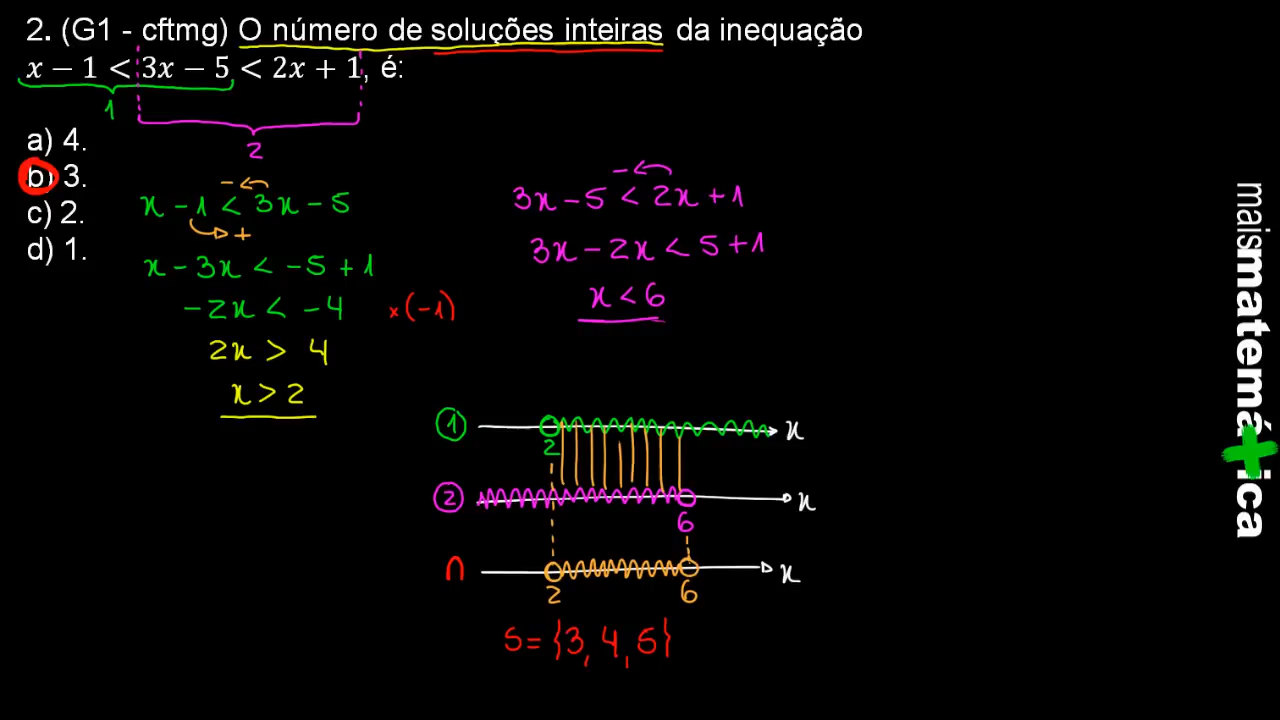 2. (G1 - cftmg) O número de soluções inteiras da inequação
x − 1 < 3x − 5 < 2x + 1, é:
1
2
a) 4.
b) 3.
c) 2.
d) 1.
−
x − 1 < 3x − 5
+
x − 3x < −5 + 1
−2x < −4 ×(−1)
2x > 4
x > 2
−
3x − 5 < 2x + 1
3x − 2x < 5 + 1
x < 6
1 2 x
2 6 x
∩ 2 6 x
S = {3, 4, 5}
maismatemática